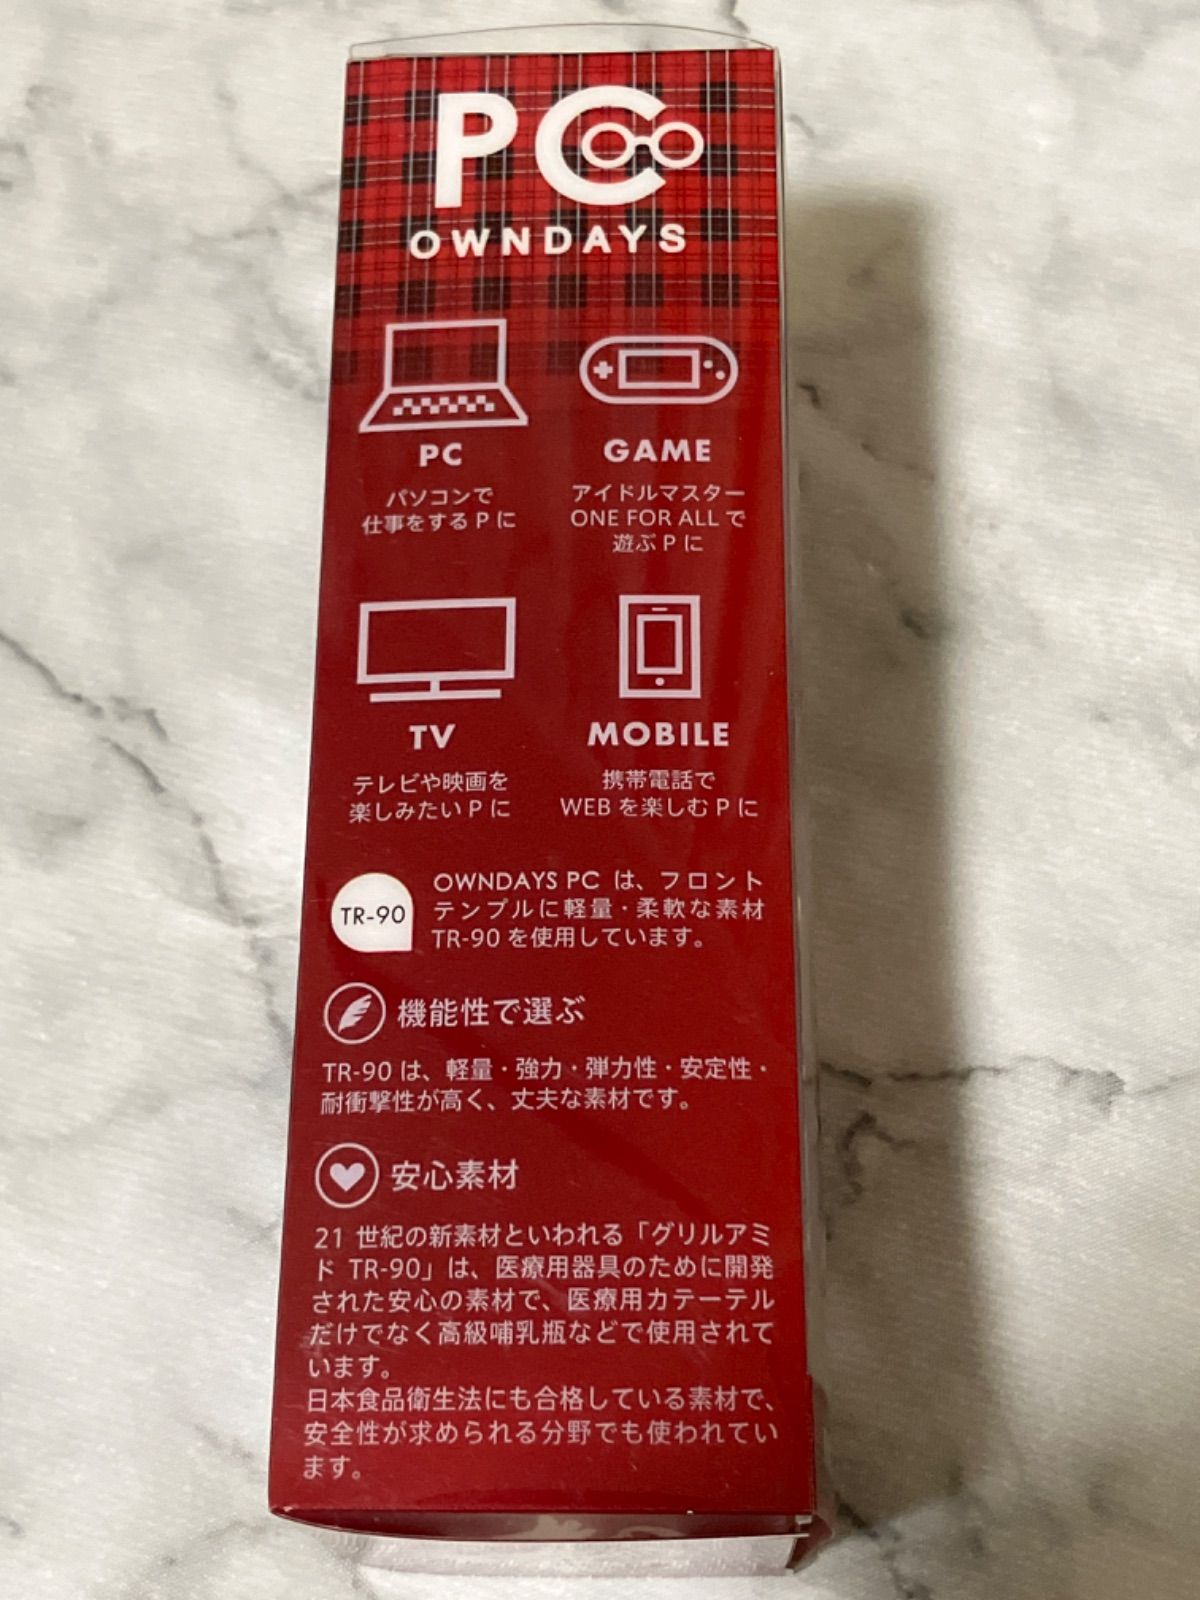 PC
OWNDAYS
PC
パソコンで
仕事をする P に
GAME
アイドルマスター
ONE FOR ALL で
遊ぶ P に
TV
テレビや映画を
楽しみたい P に
MOBILE
携帯電話で
WEB を楽しむ P に
TR-90
OWNDAYS PC は、フロント
テンプルに軽量・柔軟な素材
TR-90 を使用しています。
機能性で選ぶ
TR-90 は、軽量・強力・弾力性・安定性・
耐衝撃性が高く、丈夫な素材です。
安心素材
21 世紀の新素材といわれる「グリルアミ
ド TR-90」は、医療用器具のために開発
された安心の素材で、医療用カテーテル
だけでなく高級哺乳瓶などで使用されて
います。
日本食品衛生法にも合格している素材で、
安全性が求められる分野でも使われてい
ます。